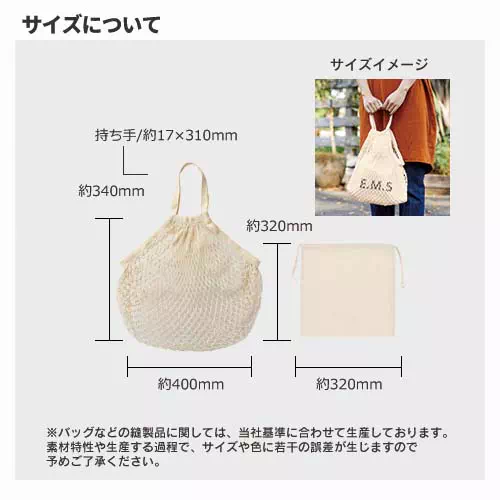 サイズについて
サイズイメージ
E.M.S
持ち手/約17×310mm
約340mm
約320mm
約400mm
約320mm
※バッグなどの縫製品に関しては、当社基準に合わせて生産しております。
素材特性や生産する過程で、サイズや色に若干の誤差が生じますので
予めご了承ください。